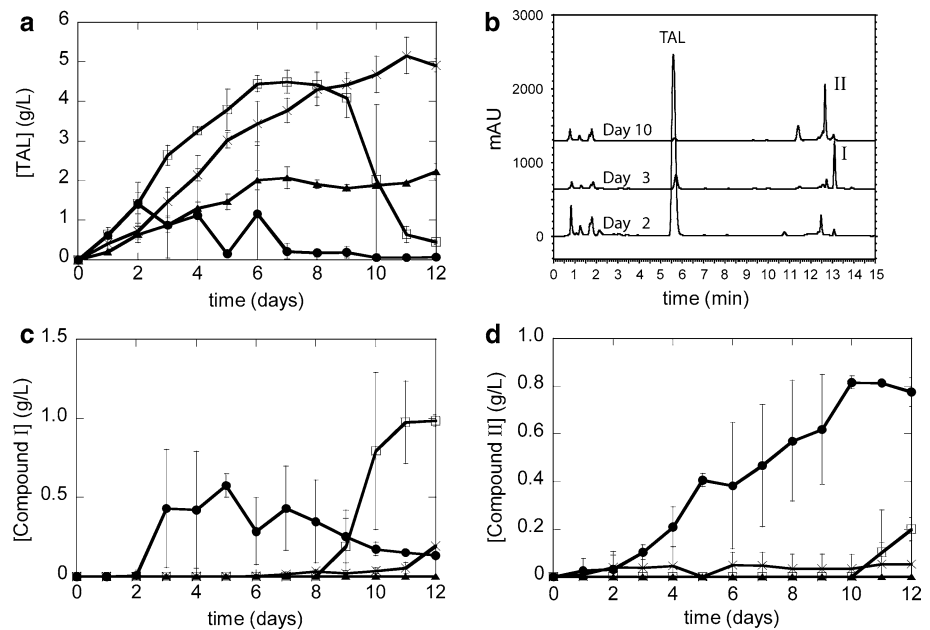 a
6
5
4
3
2
1
0
[TAL] (g/L)
0 2 4 6 8 10 12
time (days)
b
3000
2000
1000
0
mAU
TAL
II
Day 10
I
Day 3
Day 2
0 1 2 3 4 5 6 7 8 9 10 11 12 13 14 15
time (min)
c
1.5
1.0
0.5
0
[Compound I] (g/L)
0 2 4 6 8 10 12
time (days)
d
1.0
0.8
0.6
0.4
0.2
0
[Compound II] (g/L)
0 2 4 6 8 10 12
time (days)